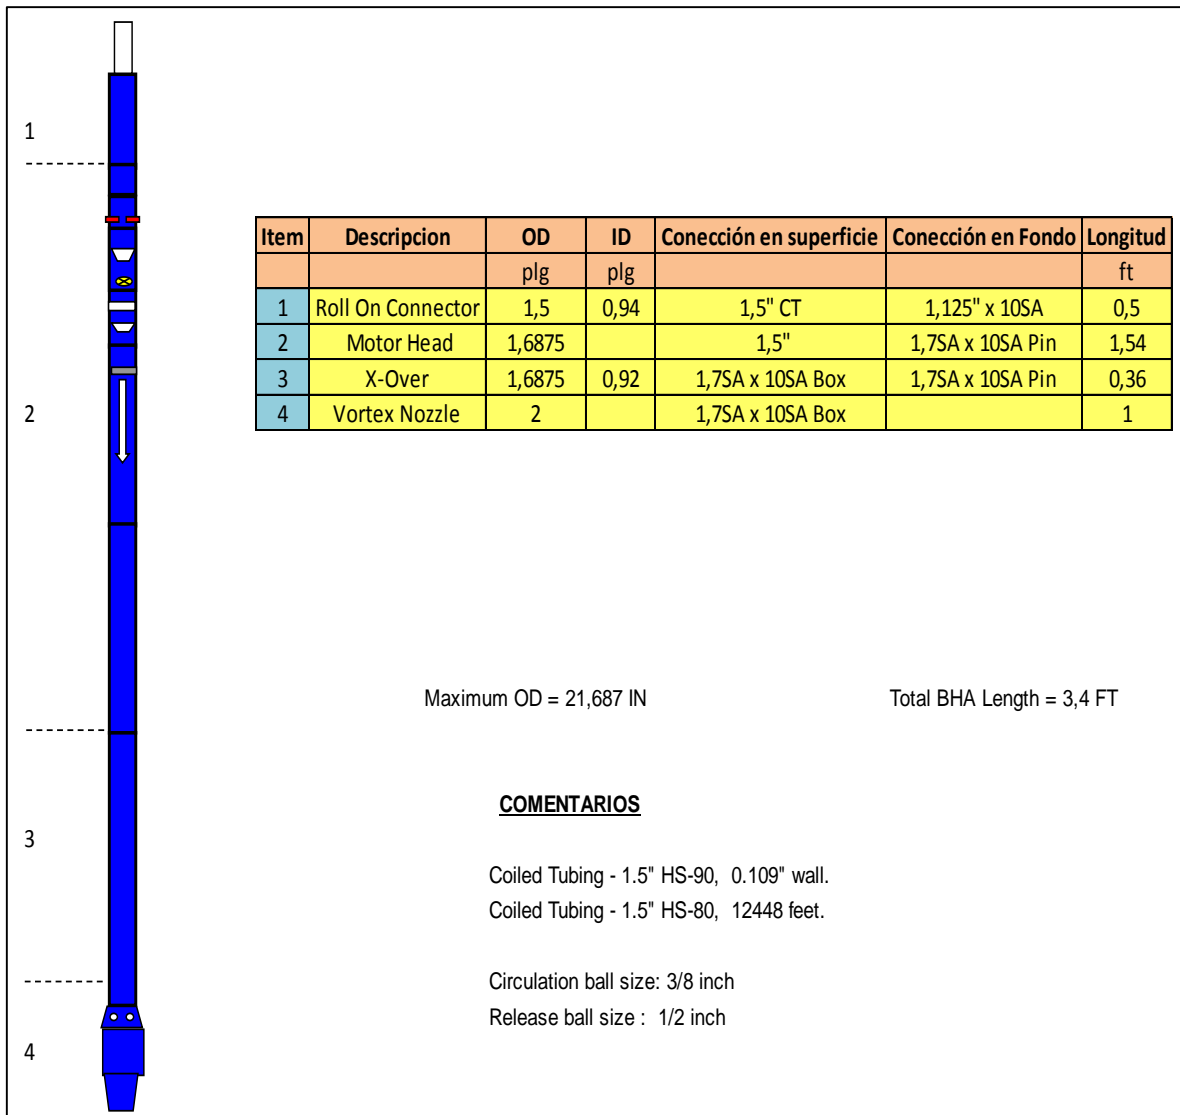 1
2
3
4
Item Descripcion OD ID Conección en superficie Conección en Fondo Longitud
plg plg ft
1 Roll On Connector 1,5 0,94 1,5" CT 1,125" x 10SA 0,5
2 Motor Head 1,6875 1,5" 1,7SA x 10SA Pin 1,54
3 X-Over 1,6875 0,92 1,7SA x 10SA Box 1,7SA x 10SA Pin 0,36
4 Vortex Nozzle 2 1,7SA x 10SA Box 1
Maximum OD = 21,687 IN Total BHA Length = 3,4 FT
COMENTARIOS
Coiled Tubing - 1.5" HS-90, 0.109" wall.
Coiled Tubing - 1.5" HS-80, 12448 feet.
Circulation ball size: 3/8 inch
Release ball size : 1/2 inch